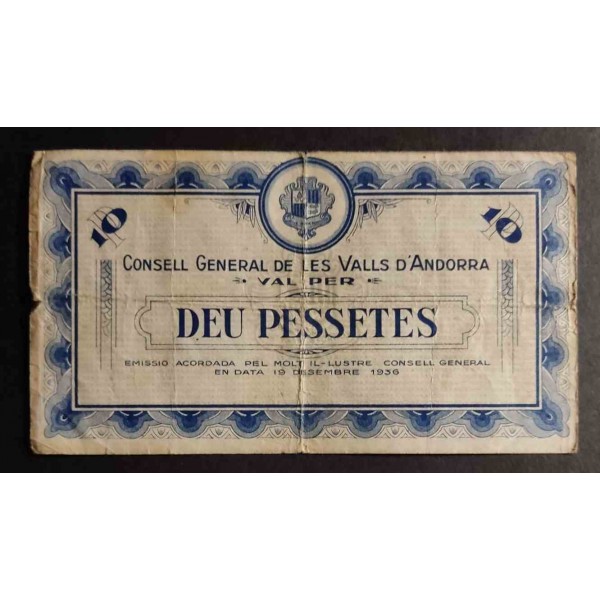 10 10
CONSELL GENERAL DE LES VALLS D'ANDORRA
VAL PER
DEU PESSETES
EMISSIO ACORDADA PEL MOLT IL-LUSTRE CONSELL GENERAL
EN DATA 19 DESEMBRE 1936